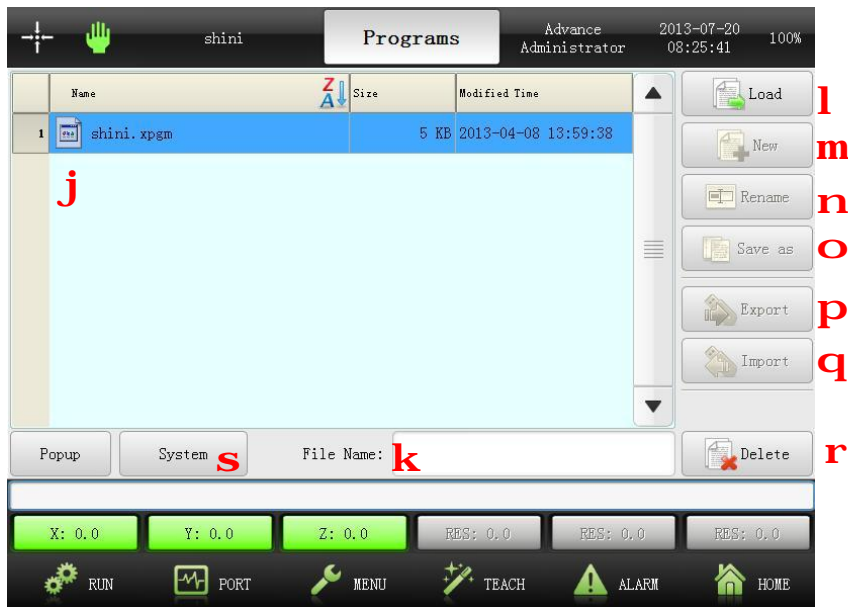 shini Programs Advance Administrator 2013-07-20 08:25:41 100%
Name Z A Size Modified Time Load l
1 shini.xpgm 5 KB 2013-04-08 13:59:38
New m
j
Rename n
Save as o
Export p
Import q
Popup System s File Name: k Delete r
X: 0.0 Y: 0.0 Z: 0.0 RES: 0.0 RES: 0.0 RES: 0.0
RUN PORT MENU TEACH ALARM HOME